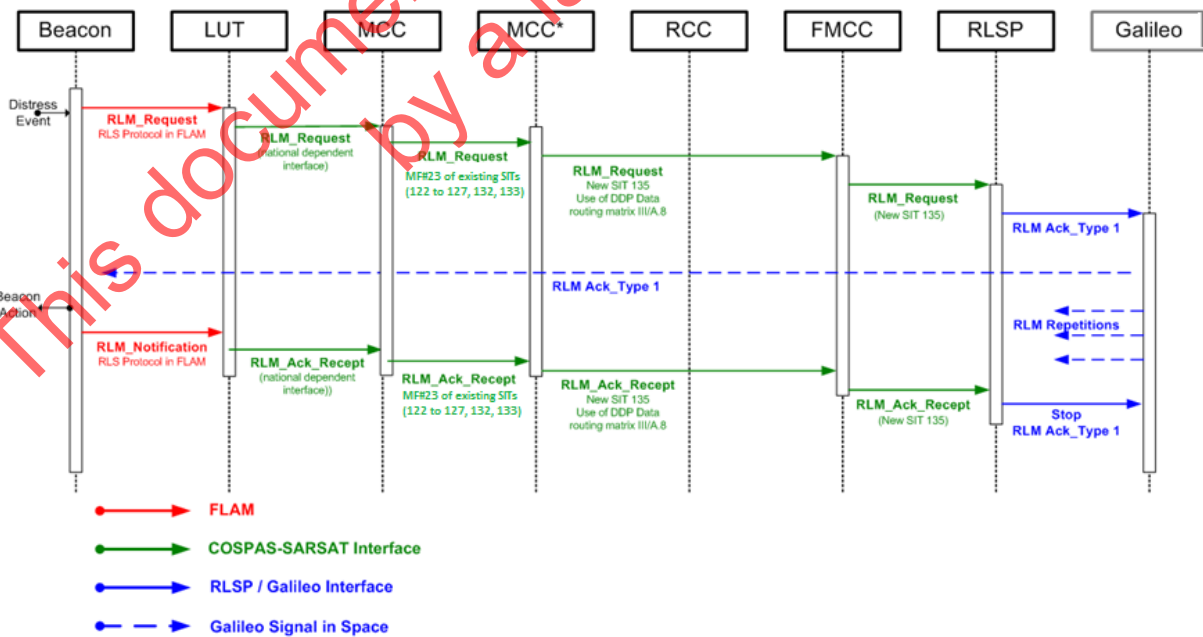 Beacon LUT MCC MCC* RCC FMCC RLSP Galileo
Distress
Event
RLM_Request
RLS Protocol in FLAM
RLM_Request
(national dependent
interface)
RLM_Request
MF#23 of existing SITs
(122 to 127, 132, 133)
RLM_Request
New SIT 135
Use of DDP Data
routing matrix III/A.8
RLM_Request
(New SIT 135)
RLM Ack_Type 1
RLM Ack_Type 1
Beacon
Action
RLM Repetitions
RLM_Notification
RLS Protocol in FLAM
RLM_Ack_Recept
(national dependent
interface))
RLM_Ack_Recept
MF#23 of existing SITs
(122 to 127, 132, 133)
RLM_Ack_Recept
New SIT 135
Use of DDP Data
routing matrix III/A.8
RLM_Ack_Recept
(New SIT 135)
Stop
RLM Ack_Type 1
FLAM
COSPAS-SARSAT Interface
RLSP / Galileo Interface
Galileo Signal in Space
This docume
by a